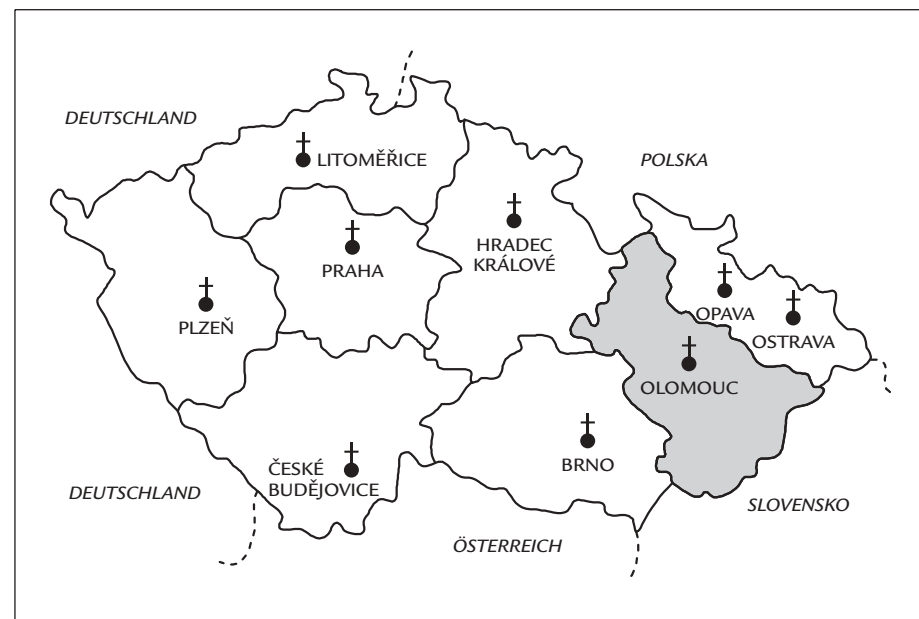 DEUTSCHLAND
LITOMĚŘICE
POLSKA
HRADEC
KRÁLOVÉ
PRAHA
PLZEŇ
OPAVA
OSTRAVA
OLOMOUC
ČESKÉ
BUDĚJOVICE
BRNO
DEUTSCHLAND
SLOVENSKO
ÖSTERREICH